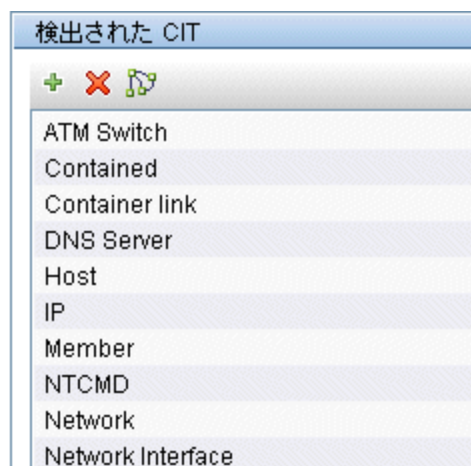 検出された CIT
ATM Switch
Contained
Container link
DNS Server
Host
IP
Member
NTCMD
Network
Network Interface